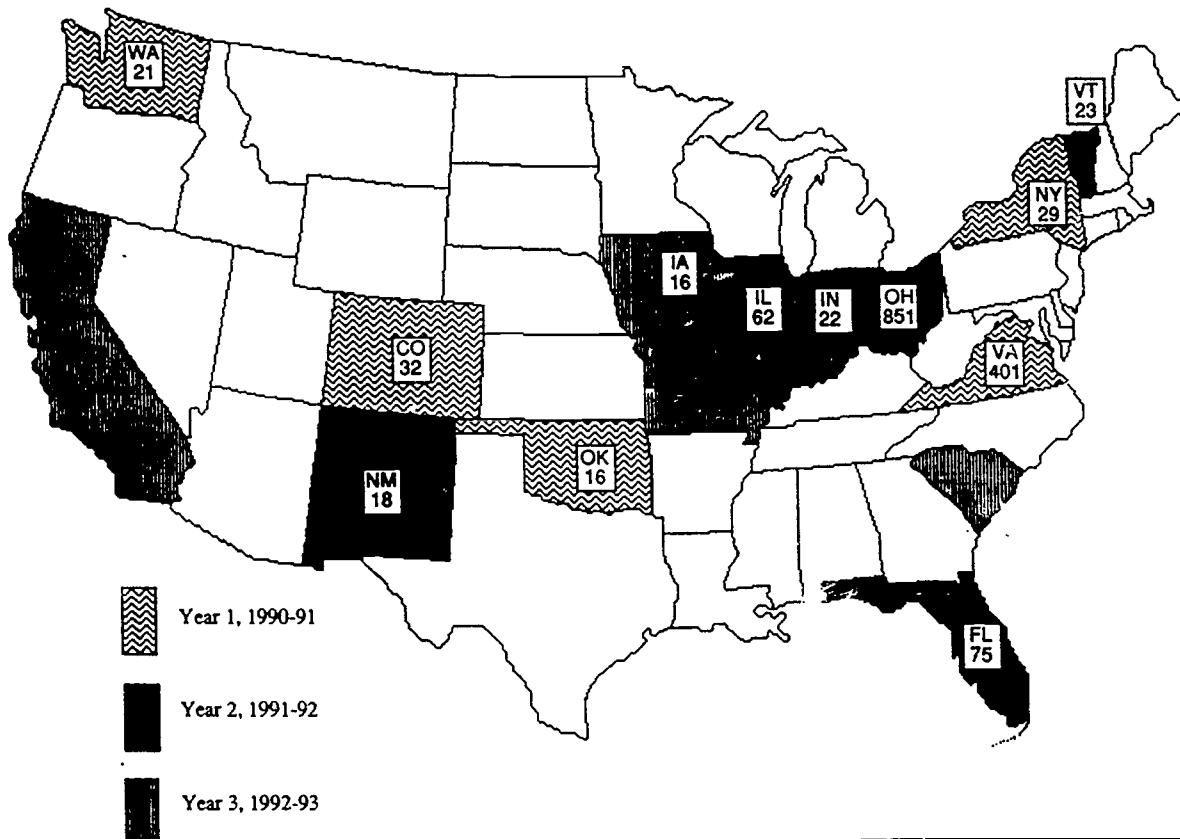 WA
21
VT
23
NY
29
IA
16
IL
62
IN
22
OH
851
CO
32
VA
401
OK
16
NM
18
FL
75
Year 1, 1990-91
Year 2, 1991-92
Year 3, 1992-93